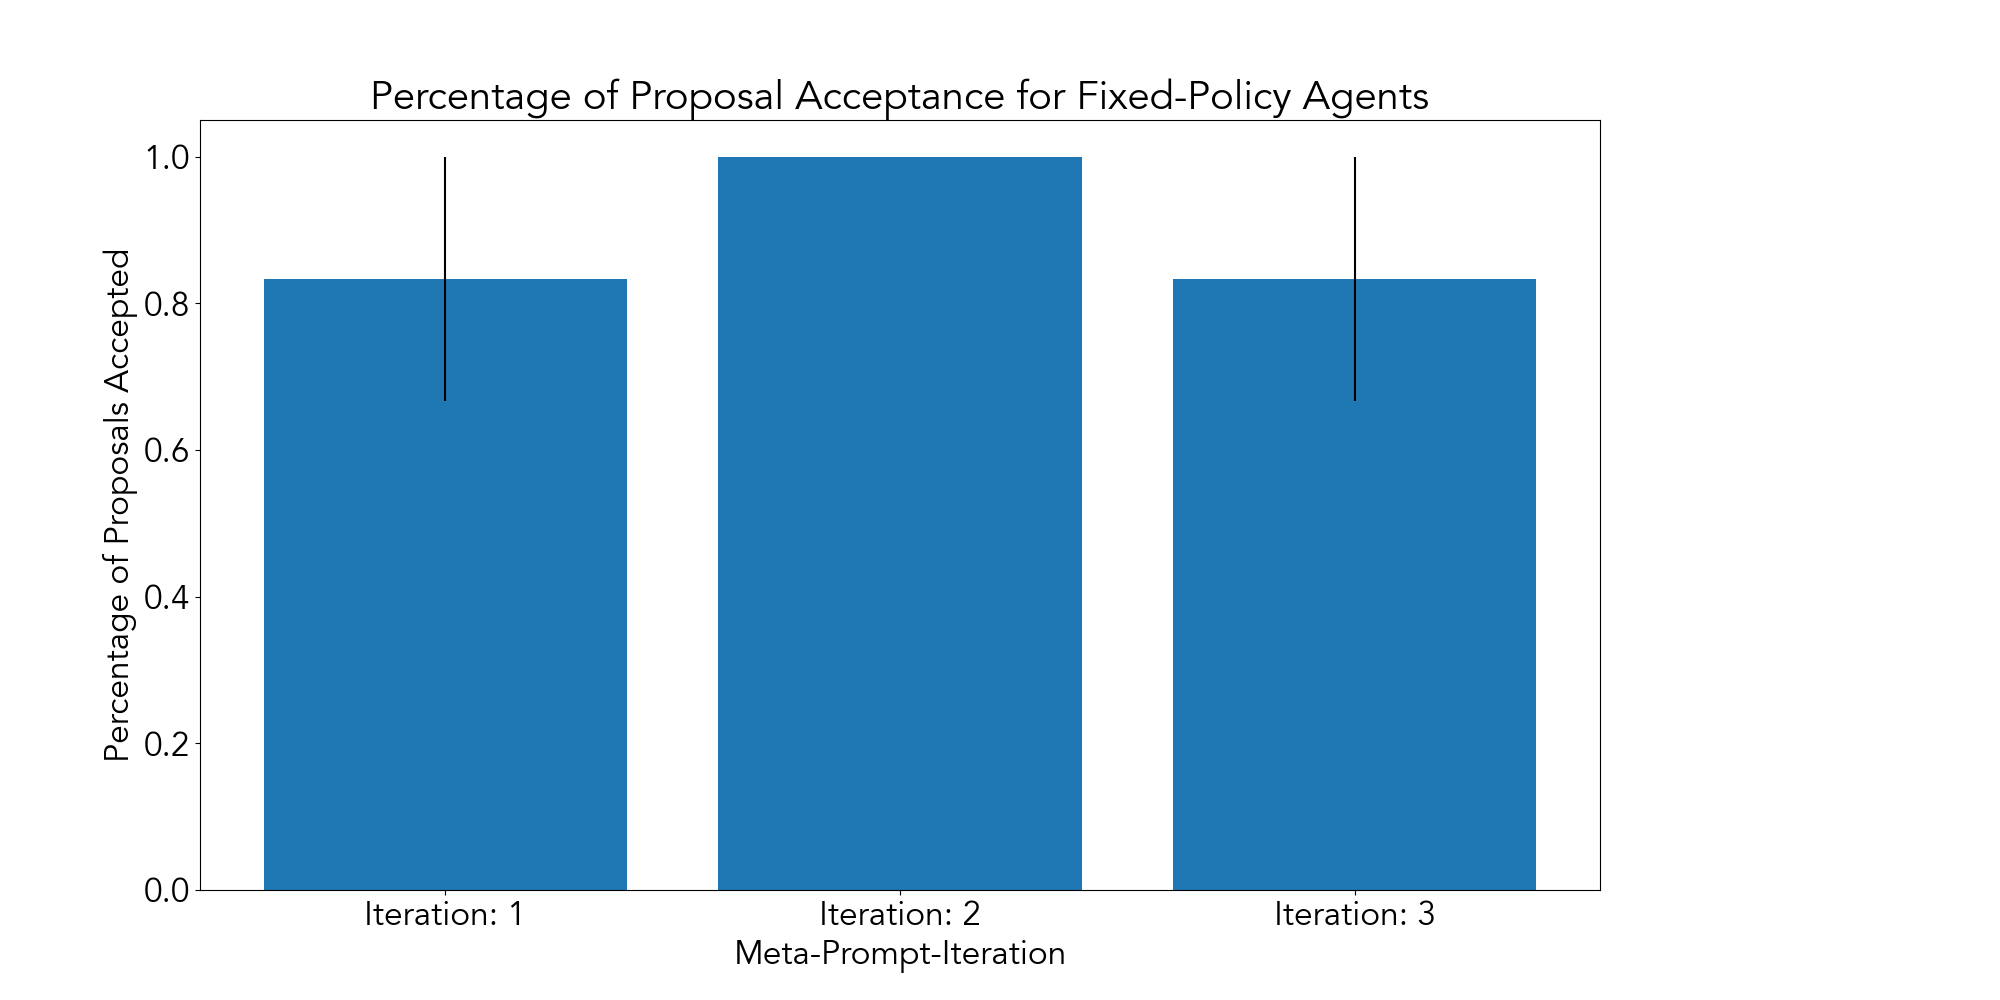 Percentage of Proposal Acceptance for Fixed-Policy Agents
Percentage of Proposals Accepted
1.0
0.8
0.6
0.4
0.2
0.0
Iteration: 1
Iteration: 2
Iteration: 3
Meta-Prompt-Iteration